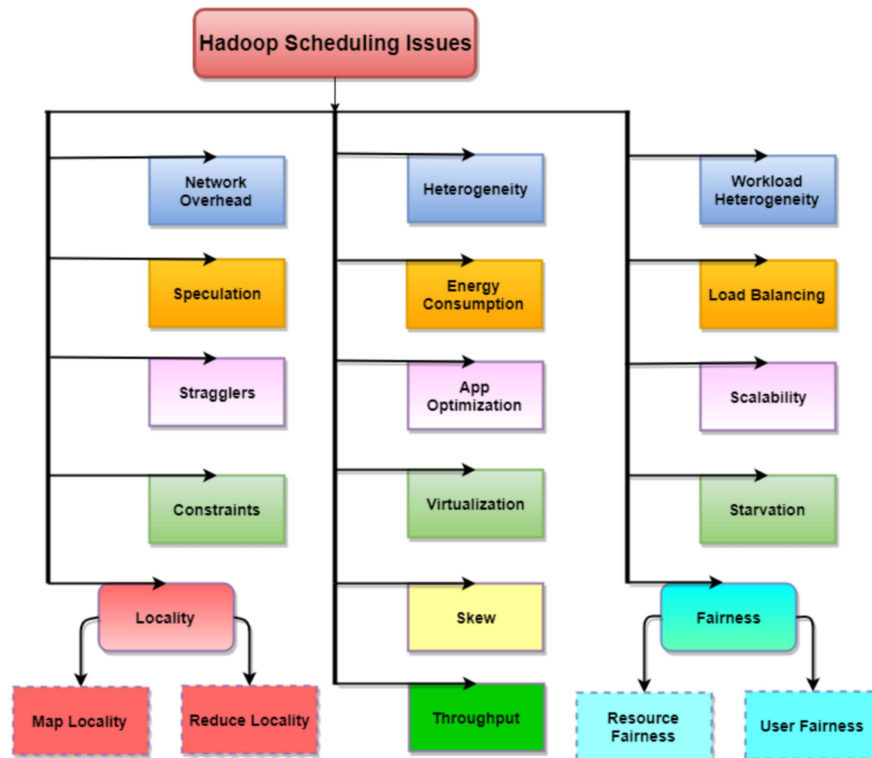 Hadoop Scheduling Issues
Network
Overhead
Heterogeneity
Workload
Heterogeneity
Speculation
Energy
Consumption
Load Balancing
Stragglers
App
Optimization
Scalability
Constraints
Virtualization
Starvation
Locality
Skew
Fairness
Map Locality
Reduce Locality
Throughput
Resource
Fairness
User Fairness